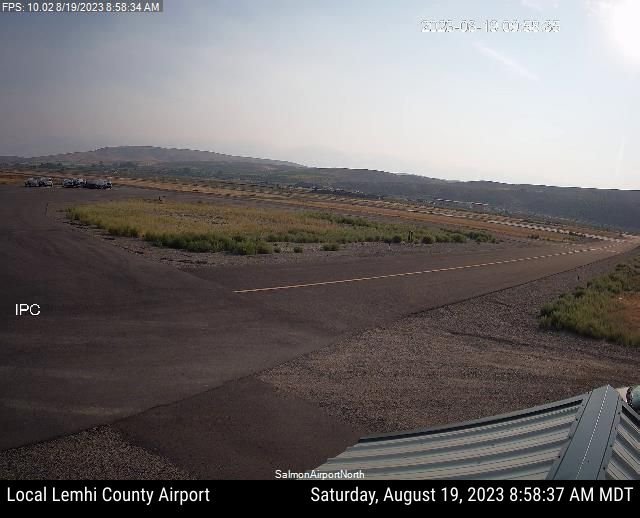 FPS: 10.02 8/19/2023 8:58:34 AM
IPC
SalmonAirportNorth
Local Lemhi County Airport
Saturday, August 19, 2023 8:58:37 AM MDT